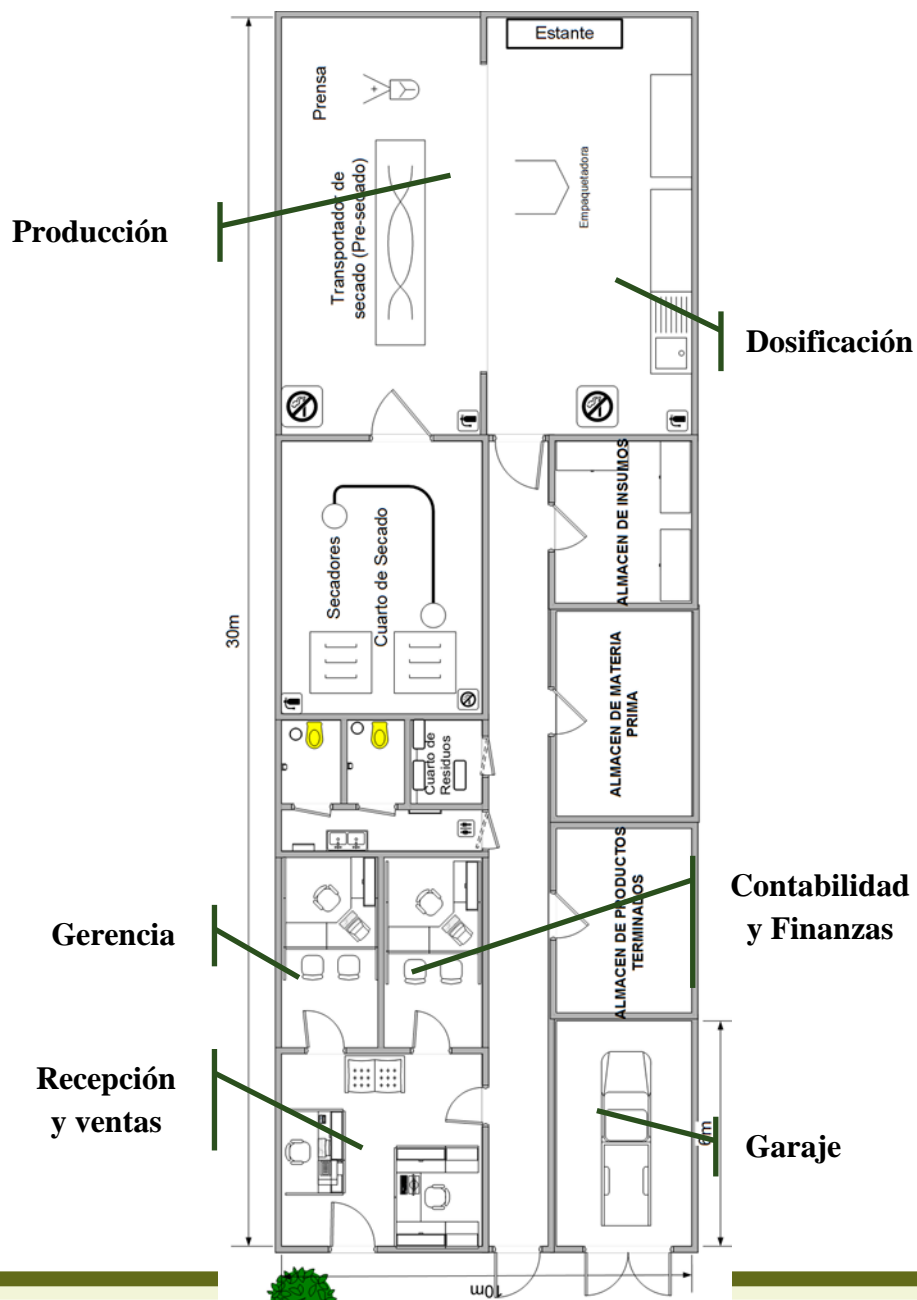 Estante
Prensa
Transportador de
secado (Pre-secado)
Empaquetadora
Producción
Dosificación
Secadores
Cuarto de Secado
ALMACEN DE INSUMOS
30m
ALMACEN DE MATERIA
PRIMA
Cuarto de
Residuos
ALMACEN DE PRODUCTOS
TERMINADOS
Contabilidad
y Finanzas
Gerencia
Recepción
y ventas
6m
Garaje
10m